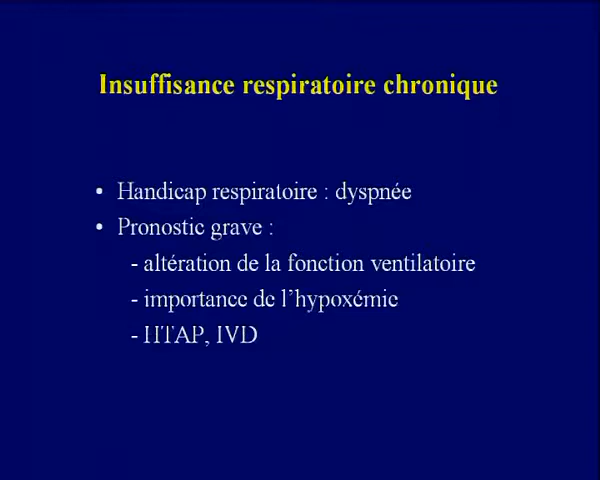 Insuffisance respiratoire chronique
• Handicap respiratoire : dyspnée
• Pronostic grave :
- altération de la fonction ventilatoire
- importance de l'hypoxémie
- HTAP, IVD